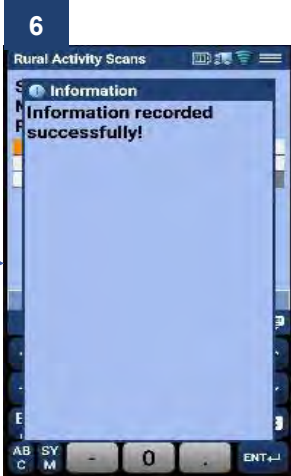 6
Rural Activity Scans
S
Information
N
Information recorded
successfully!
AB
C
SY
M
-
0
.
ENT↵